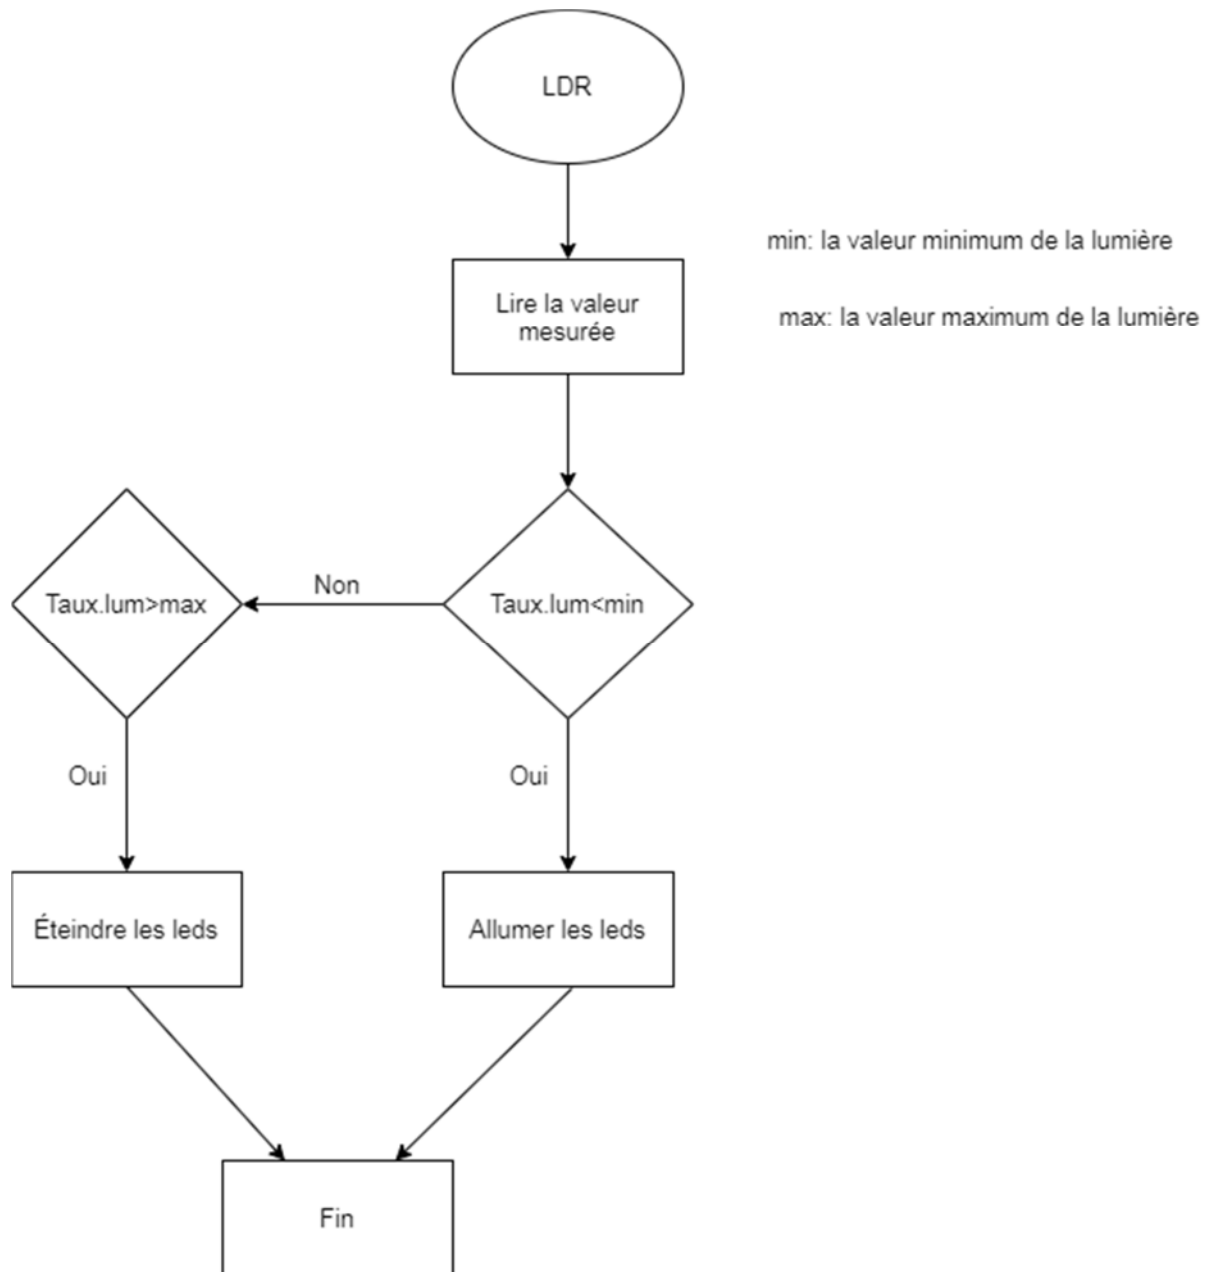 LDR
min: la valeur minimum de la lumière
Lire la valeur
mesurée
max: la valeur maximum de la lumière
Non
Taux.lum>max
Taux.lum<min
Oui
Oui
Éteindre les leds
Allumer les leds
Fin